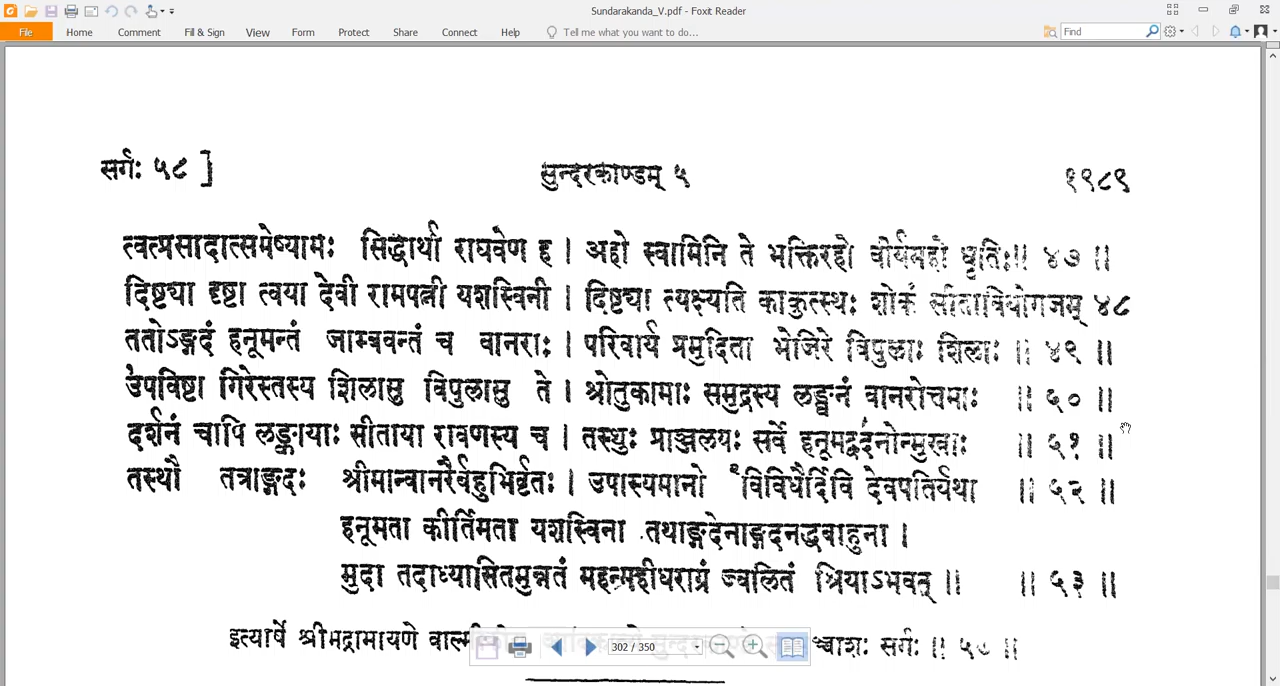 Sundarakanda_V.pdf - Foxit Reader
File Home Comment Fill & Sign View Form Protect Share Connect Help Tell me what you want to do... Find
सर्गः ५८ ] सुन्दरकाण्डम् ५ १९८९
त्वत्प्रसादात्समेष्यामः सिद्धार्था राघवेण ह । अहो स्वामिनि ते भक्तिरहो वीर्यमहो धृतिः॥ ४७ ॥
दिष्ट्या दृष्टा त्वया देवी रामपत्नी यशस्विनी । दिष्ट्या त्यक्ष्यति काकुत्स्थः शोकं सीतावियोगजम् ४८
ततोऽङ्गदं हनूमन्तं जाम्बवन्तं च वानराः । परिवार्य प्रमुदिता भेजिरे विपुलाः शिलाः ॥ ४९ ॥
उपविष्टा गिरेस्तस्य शिलासु विपुलासु ते । श्रोतुकामाः समुद्रस्य लङ्घनं वानरोत्तमाः ॥ ५० ॥
दर्शनं चापि लङ्कायाः सीताया रावणस्य च । तस्थुः प्राञ्जलयः सर्वे हनूमद्वदनोन्मुखाः ॥ ५१ ॥
तस्थौ तत्राङ्गदः श्रीमान्वानरैर्बहुभिर्वृतः । उपास्यमानो २विविधैर्दिवि देवपतिर्यथा ॥ ५२ ॥
हनूमता कीर्तिमता यशस्विना तथाङ्गदेनाङ्गदनद्धबाहुना ।
मुदा तदाध्यासितमुन्नतं महन्महीधराग्रं ज्वलितं श्रियाऽभवत् ॥ ॥ ५३ ॥
इत्यार्षे श्रीमद्रामायणे सर्गः ॥ ५७ ॥
302 / 350